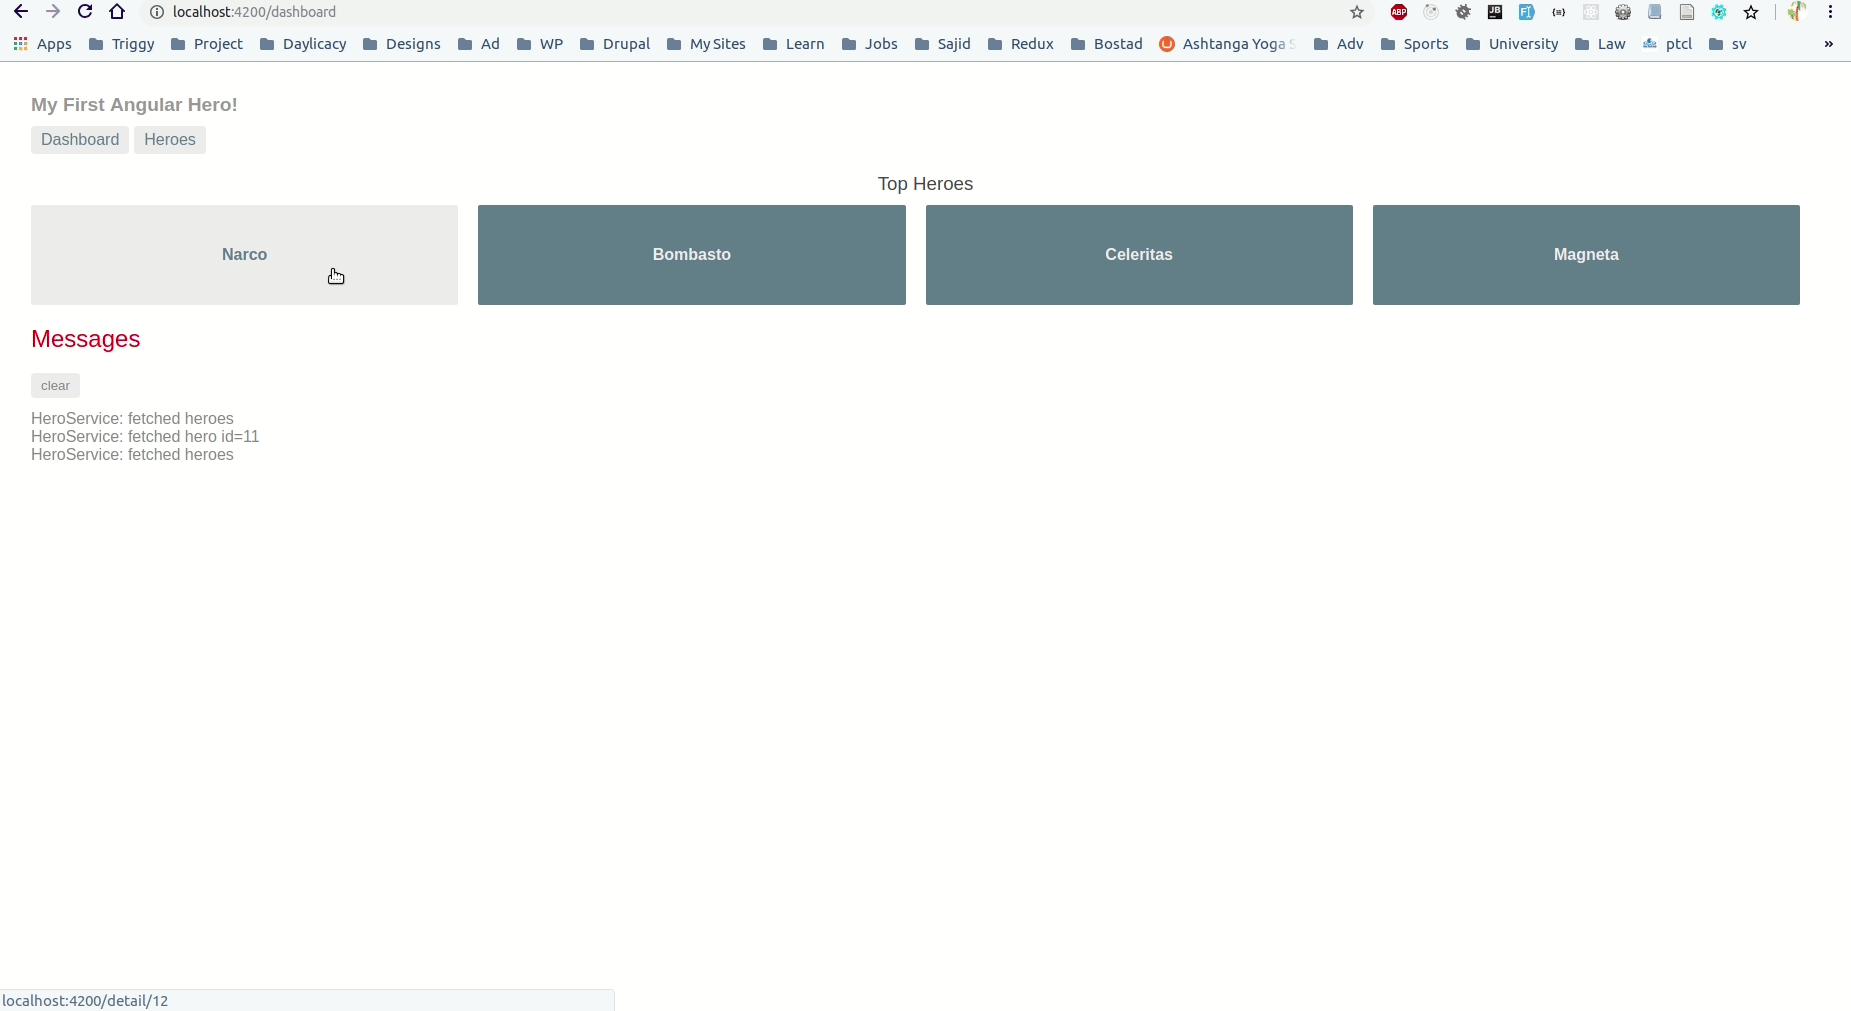 localhost:4200/dashboard
ABP JB
Apps Triggy Project Daylicacy Designs Ad WP Drupal My Sites Learn Jobs Sajid Redux Bostad Ashtanga Yoga S Adv Sports University Law ptcl sv »
My First Angular Hero!
Dashboard Heroes
Top Heroes
Narco Bombasto Celeritas Magneta
Messages
clear
HeroService: fetched heroes
HeroService: fetched hero id=11
HeroService: fetched heroes
localhost:4200/detail/12